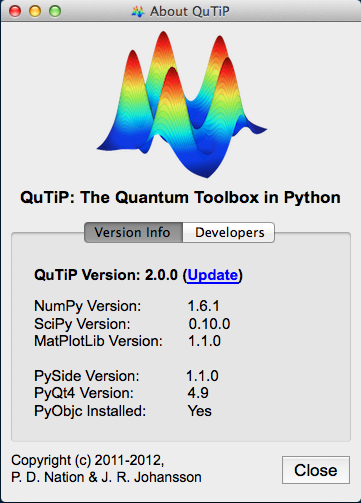 About QuTiP
QuTiP: The Quantum Toolbox in Python
Version Info Developers
QuTiP Version: 2.0.0 (Update)
NumPy Version: 1.6.1
SciPy Version: 0.10.0
MatPlotLib Version: 1.1.0
PySide Version: 1.1.0
PyQt4 Version: 4.9
PyObjc Installed: Yes
Copyright (c) 2011-2012,
P. D. Nation & J. R. Johansson
Close